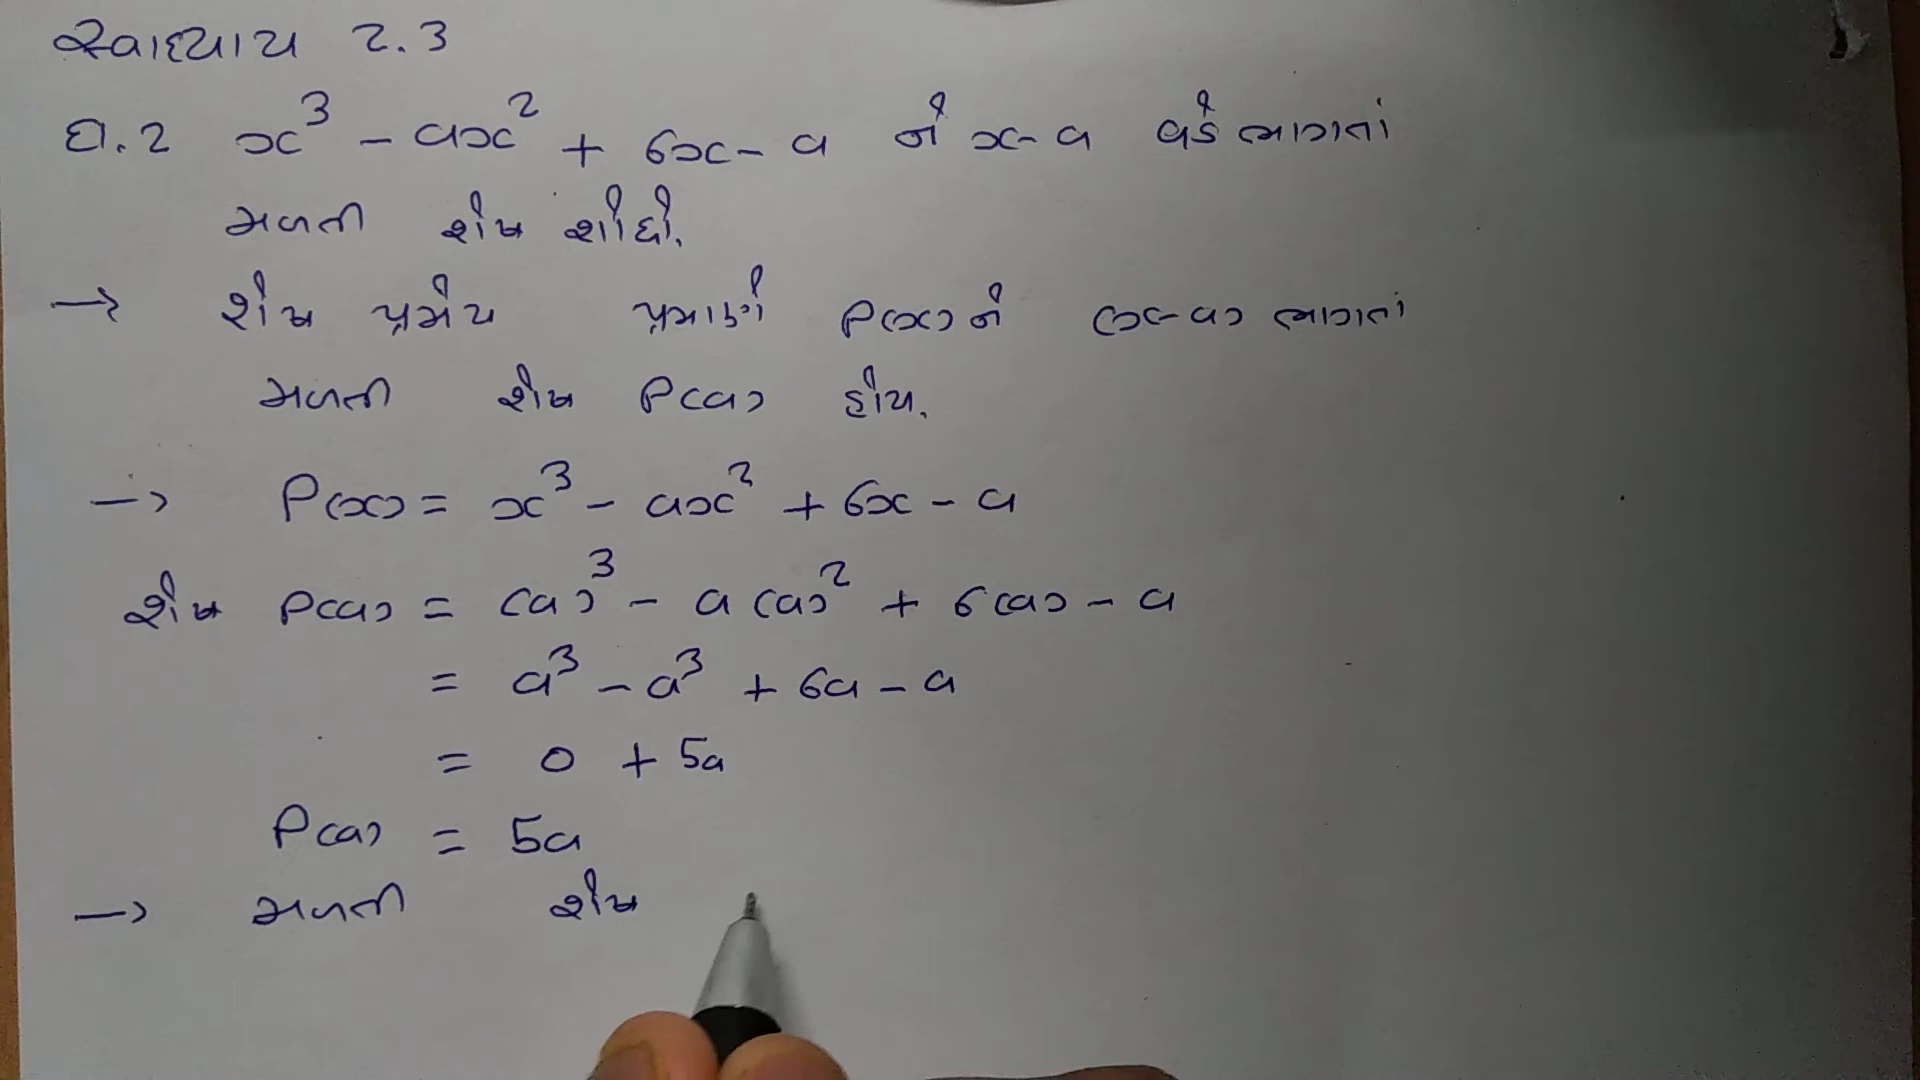 સ્વાધ્યાય 2.3
પ્ર.2 x³ - ax² + 6x - a ને x-a વડે ભાગતાં
મળતી શેષ શોધો.
→ શેષ પ્રમેય પ્રમાણે P(x) ને (x-a) ભાગતાં
મળતી શેષ P(a) હોય.
→ P(x) = x³ - ax² + 6x - a
શેષ P(a) = (a)³ - a(a)² + 6(a) - a
= a³ - a³ + 6a - a
= 0 + 5a
P(a) = 5a
→ મળતી શેષ